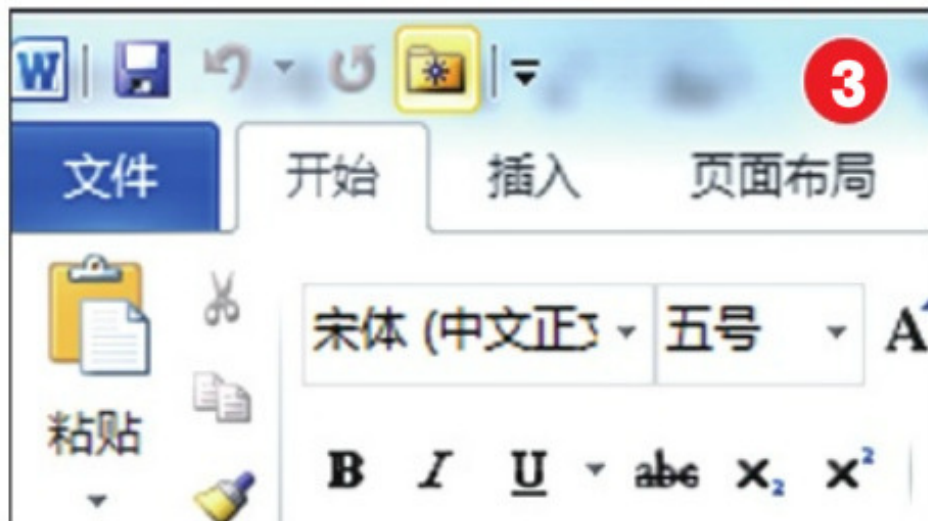 W
3
文件 开始 插入 页面布局
宋体 (中文正 五号 A
粘贴
B I U abc X₂ X²